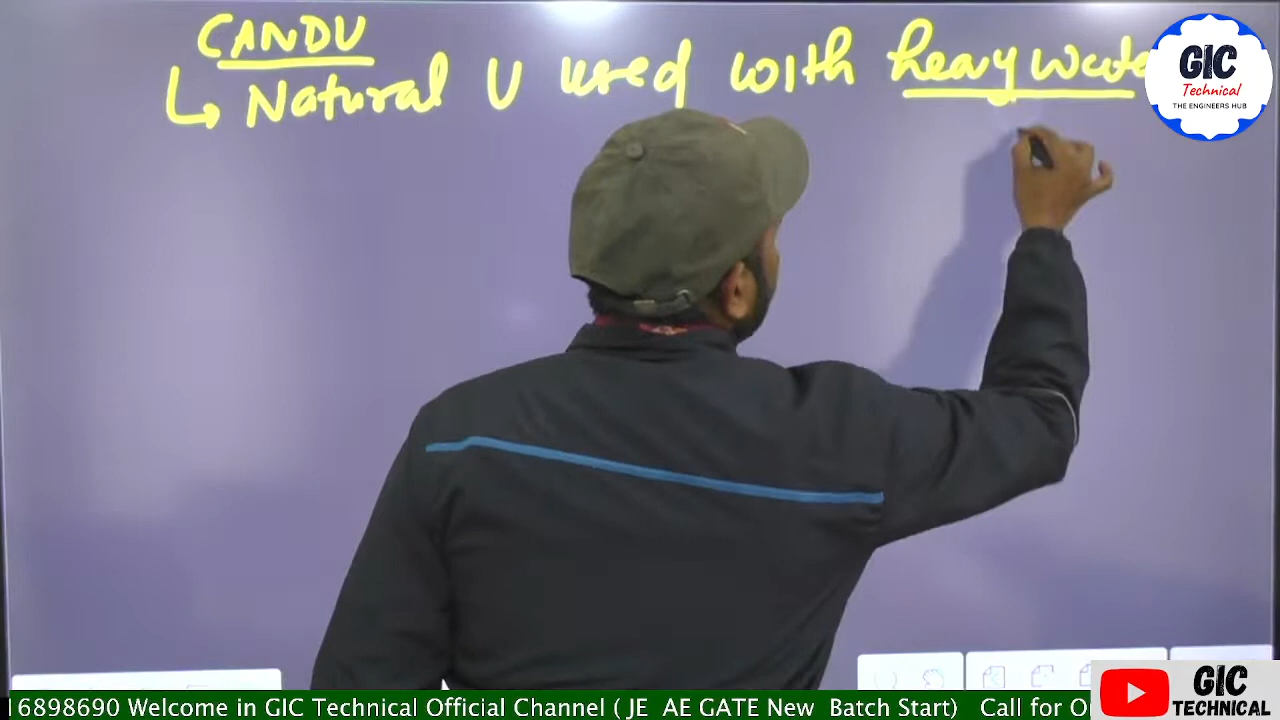 CANDU
Natural U used with heavy wate
GIC
Technical
THE ENGINEERS HUB
16898690 Welcome in GIC Technical Official Channel ( JE AE GATE New Batch Start) Call for O
GIC
TECHNICAL